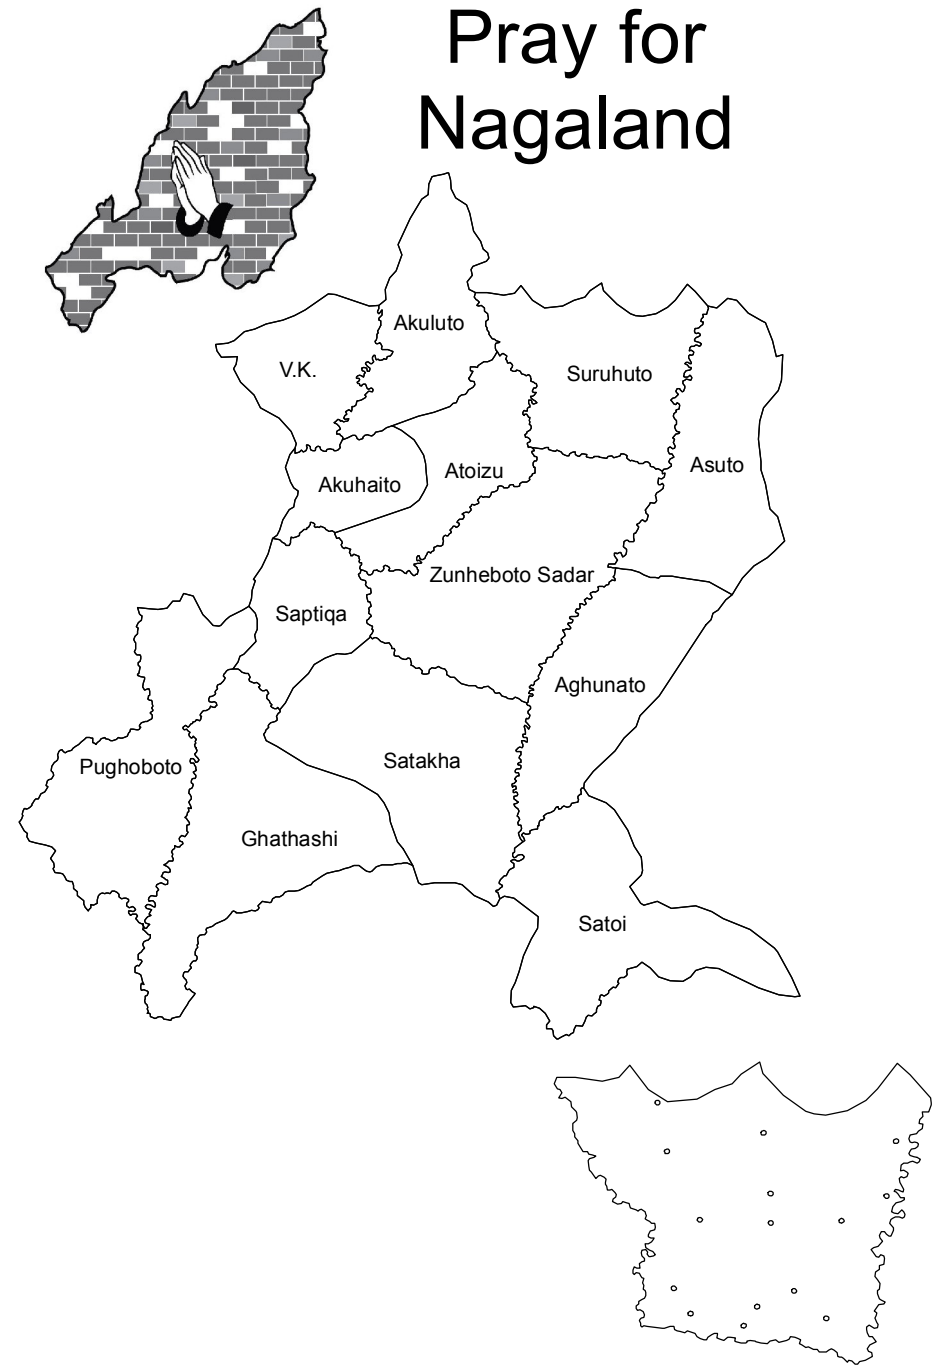 Pray for
Nagaland
Akuluto
V.K.
Suruhuto
Asuto
Atoizu
Akuhaito
Zunheboto Sadar
Saptiqa
Aghunato
Satakha
Pughoboto
Ghathashi
Satoi